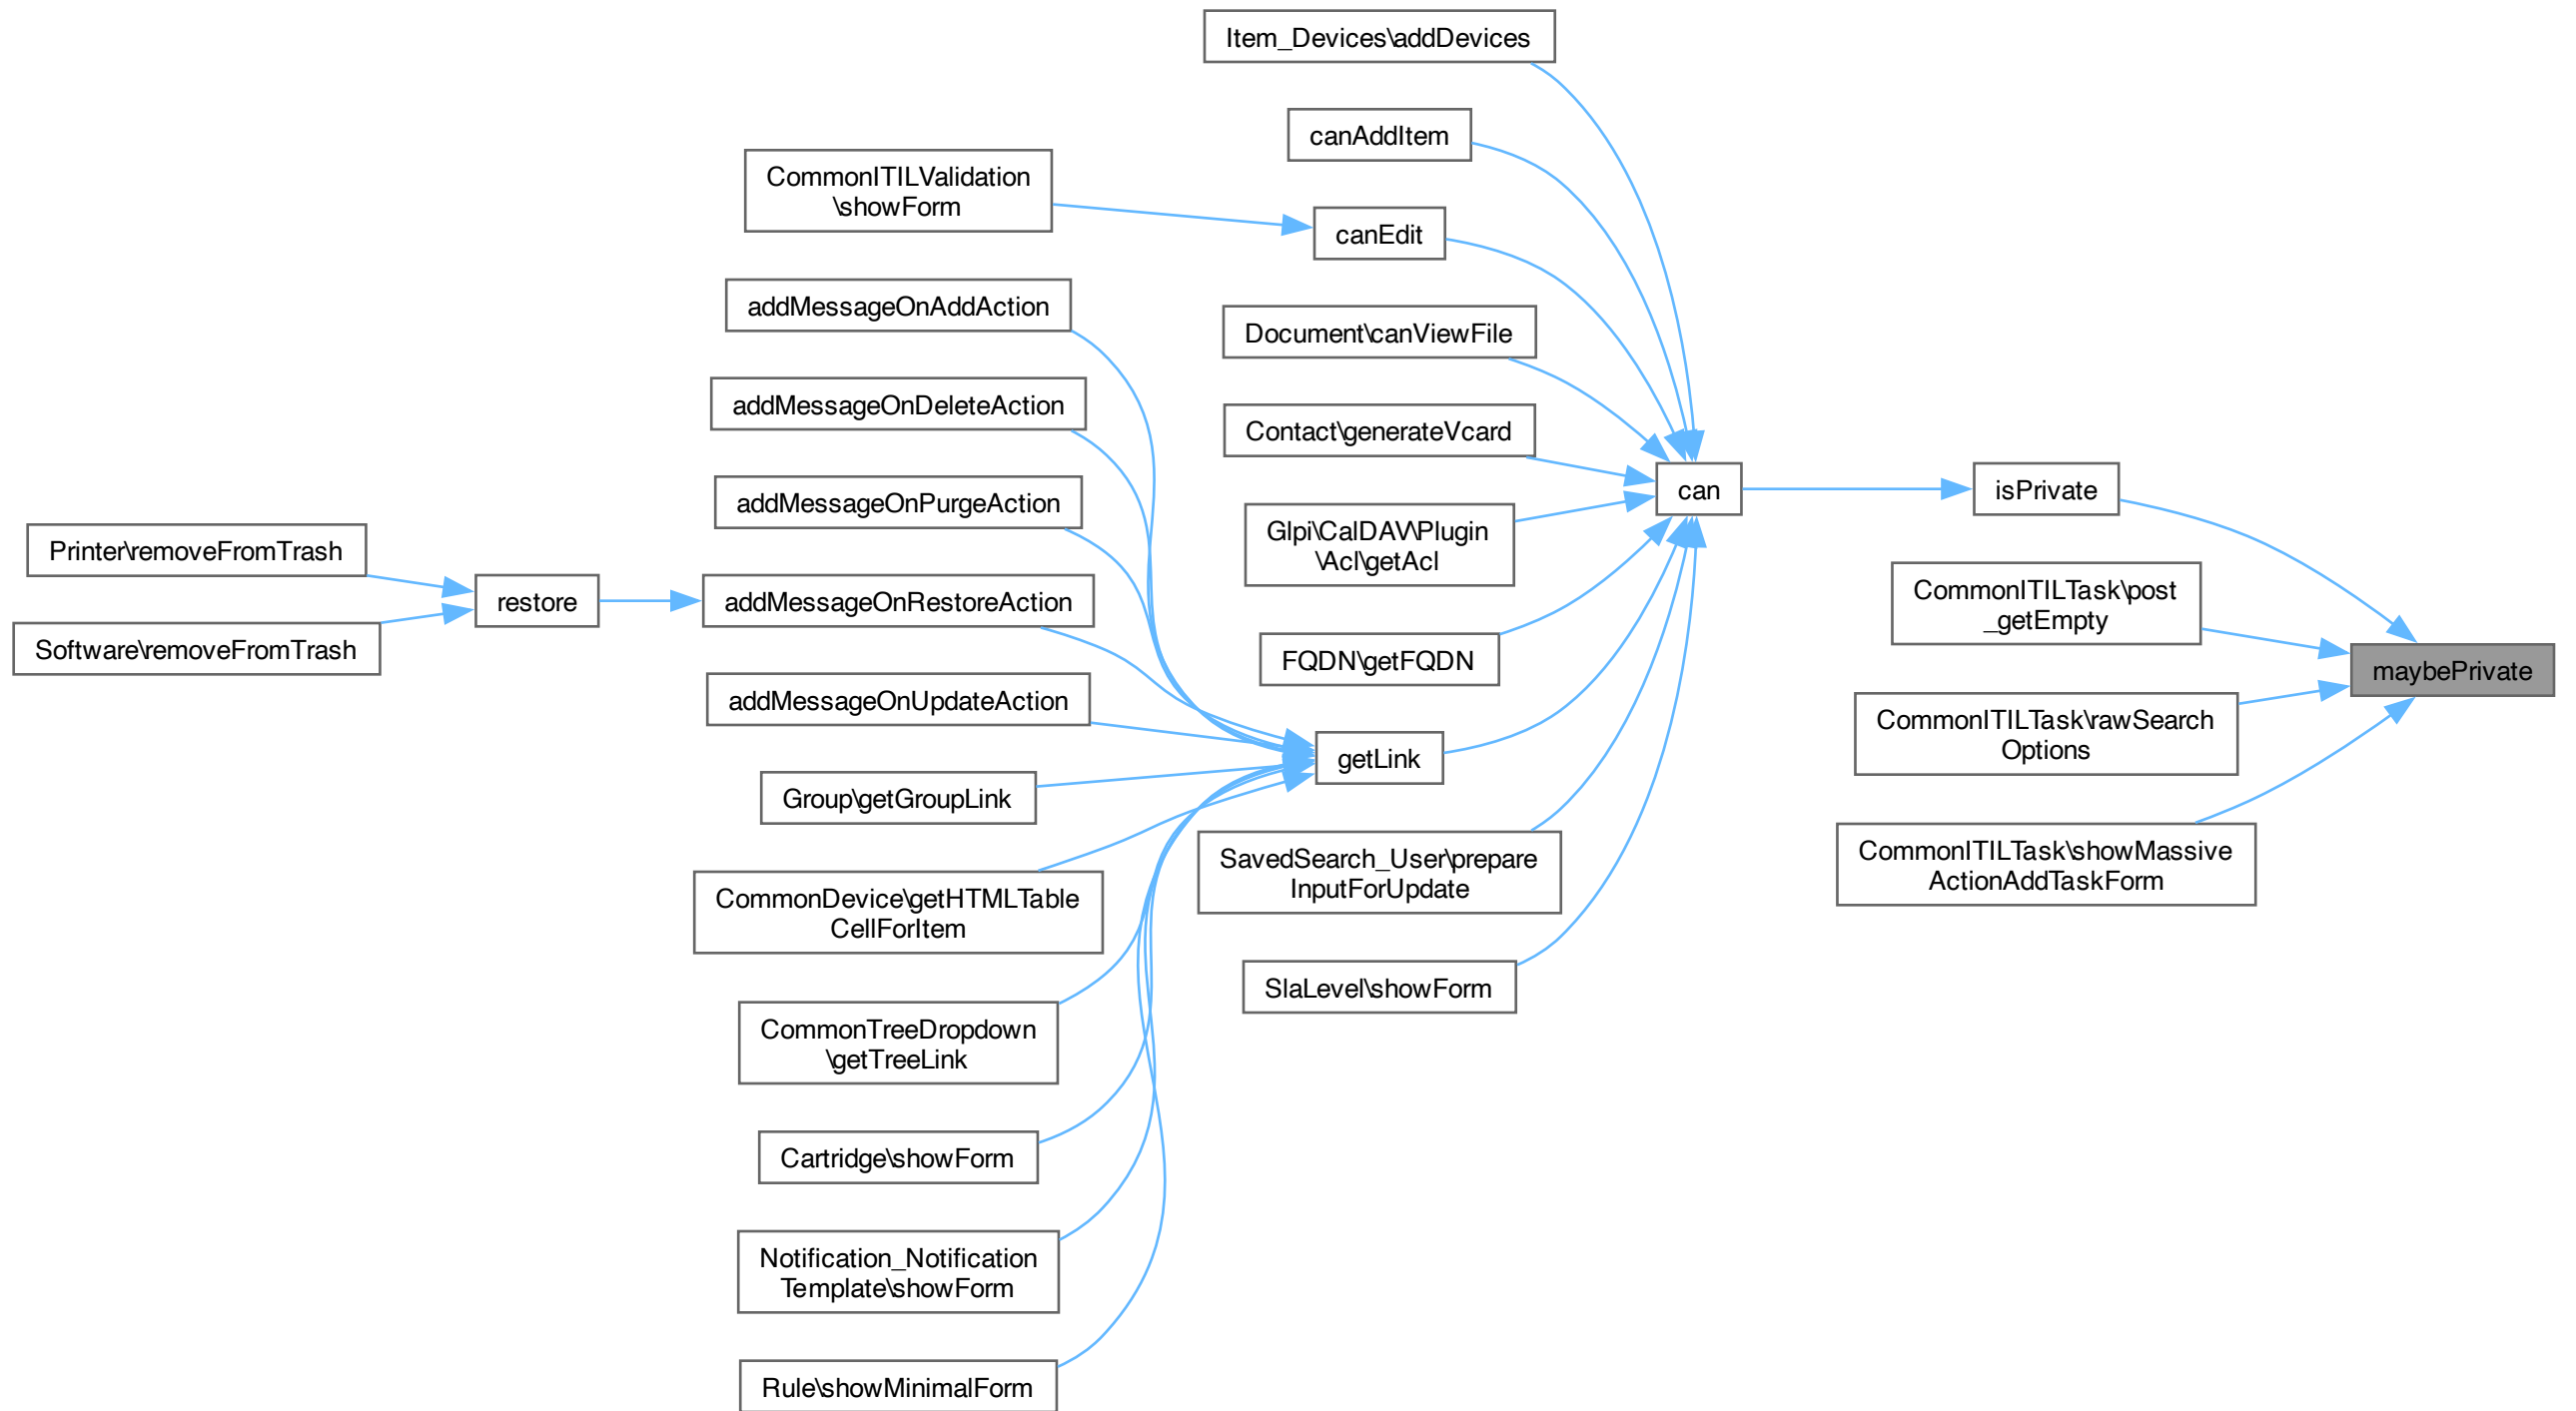 Item_Devices\addDevices
canAddItem
CommonITILValidation
\showForm
canEdit
addMessageOnAddAction
Document\canViewFile
addMessageOnDeleteAction
Contact\generateVcard
addMessageOnPurgeAction
can
isPrivate
Printer\removeFromTrash
Glpi\CalDAV\Plugin
\Acl\getAcl
CommonITILTask\post
_getEmpty
restore
addMessageOnRestoreAction
Software\removeFromTrash
FQDN\getFQDN
maybePrivate
addMessageOnUpdateAction
CommonITILTask\rawSearch
Options
getLink
Group\getGroupLink
SavedSearch_User\prepare
InputForUpdate
CommonITILTask\showMassive
ActionAddTaskForm
CommonDevice\getHTMLTable
CellForItem
SlaLevel\showForm
CommonTreeDropdown
\getTreeLink
Cartridge\showForm
Notification_Notification
Template\showForm
Rule\showMinimalForm